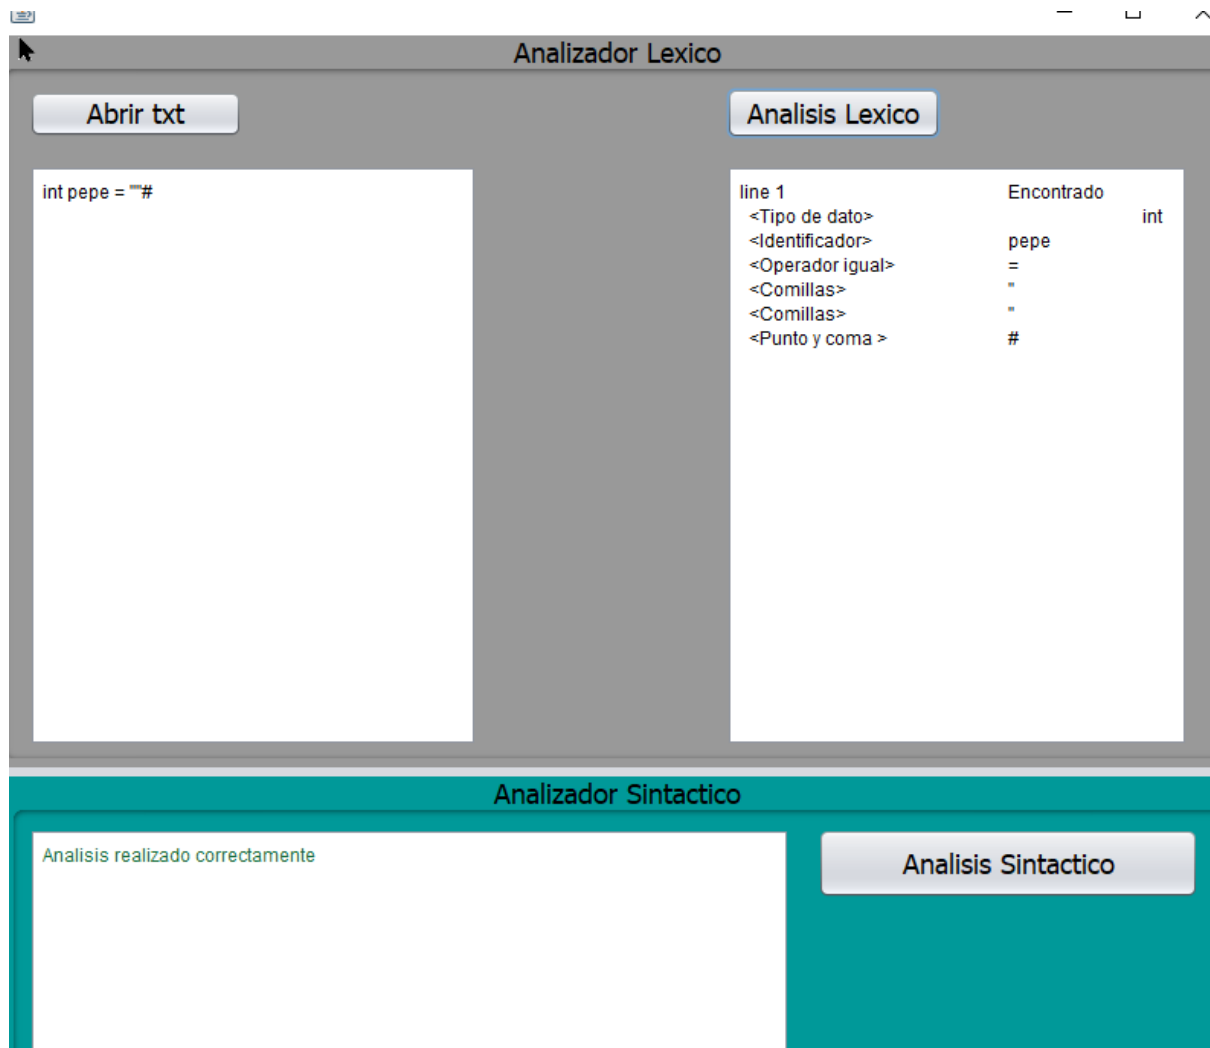 Analizador Lexico
Abrir txt
Analisis Lexico
int pepe = ""#
line 1 Encontrado
<Tipo de dato> int
<Identificador> pepe
<Operador igual> =
<Comillas> "
<Comillas> "
<Punto y coma > #
Analizador Sintactico
Analisis realizado correctamente
Analisis Sintactico